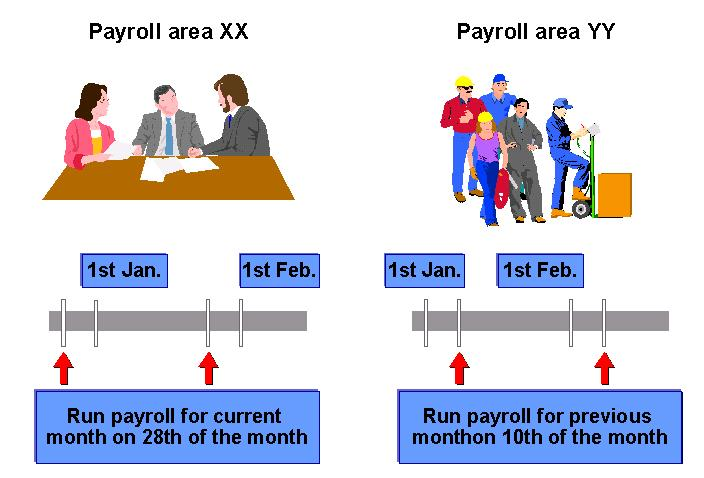 Payroll area XX
Payroll area YY
1st Jan.
1st Feb.
1st Jan.
1st Feb.
Run payroll for current
month on 28th of the month
Run payroll for previous
monthon 10th of the month